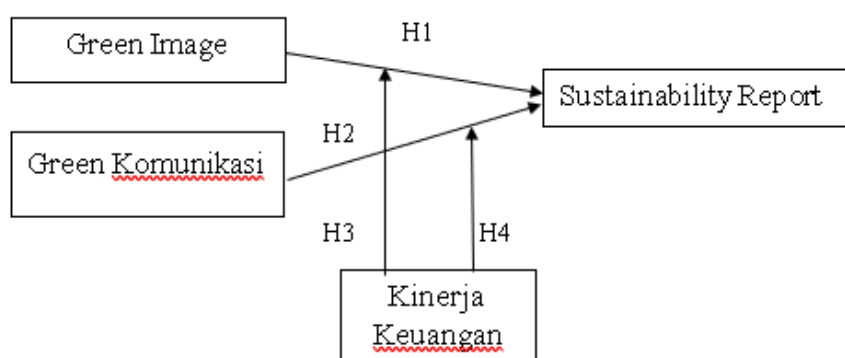 H1
Green Image
Sustainability Report
H2
Green Komunikasi
H3
H4
Kinerja
Keuangan